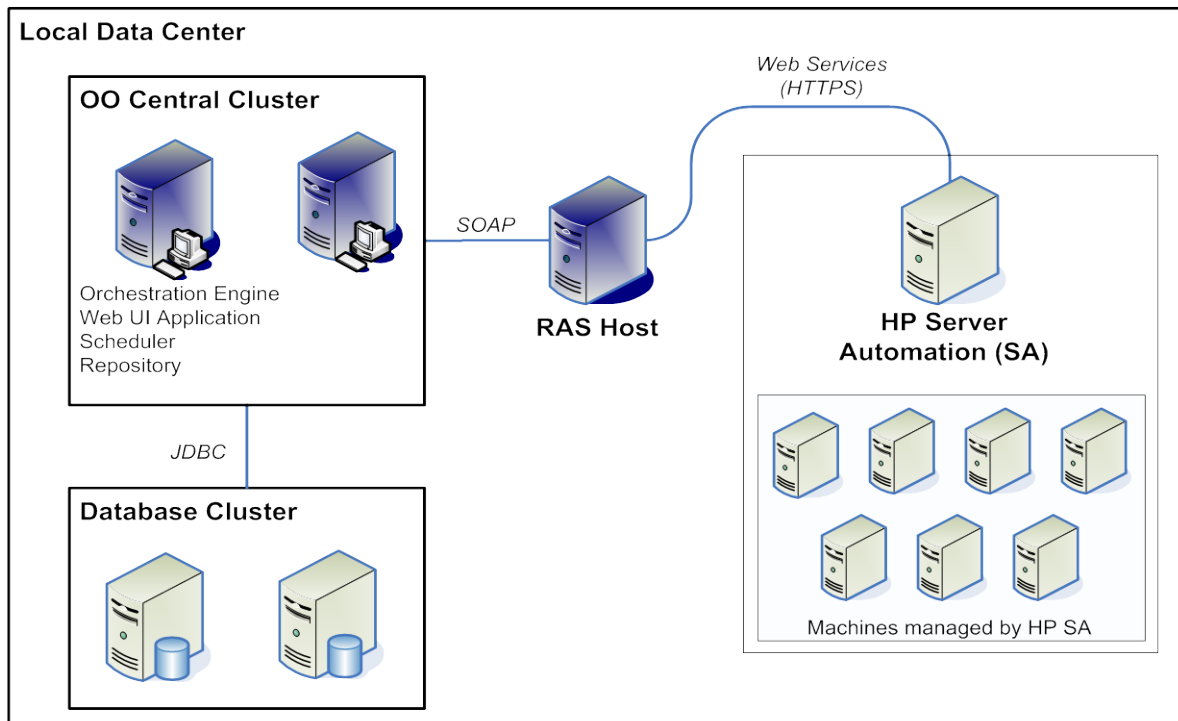 Local Data Center
OO Central Cluster
Orchestration Engine
Web UI Application
Scheduler
Repository
SOAP
RAS Host
Web Services
(HTTPS)
HP Server
Automation (SA)
Machines managed by HP SA
JDBC
Database Cluster